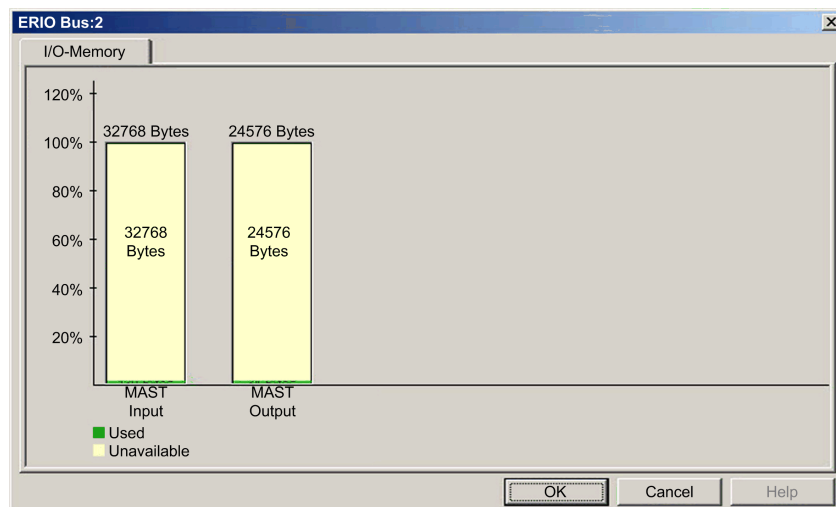 ERIO Bus:2
I/O-Memory
120%
100%
80%
60%
40%
20%
32768 Bytes
24576 Bytes
32768
Bytes
24576
Bytes
MAST
Input
MAST
Output
Used
Unavailable
OK
Cancel
Help